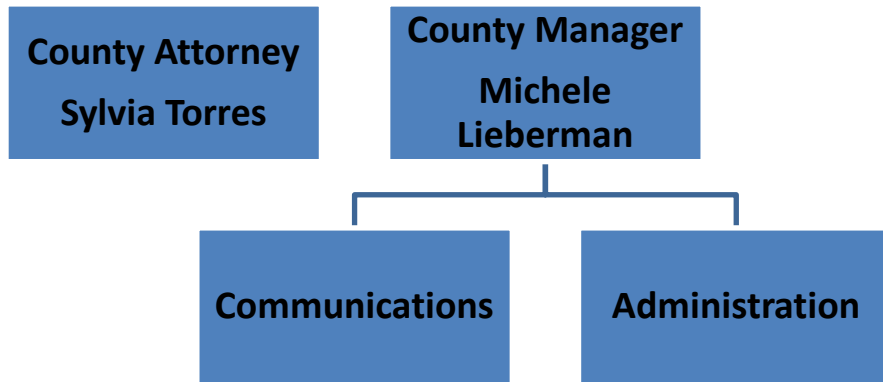 County Attorney
Sylvia Torres
County Manager
Michele
Lieberman
Communications
Administration